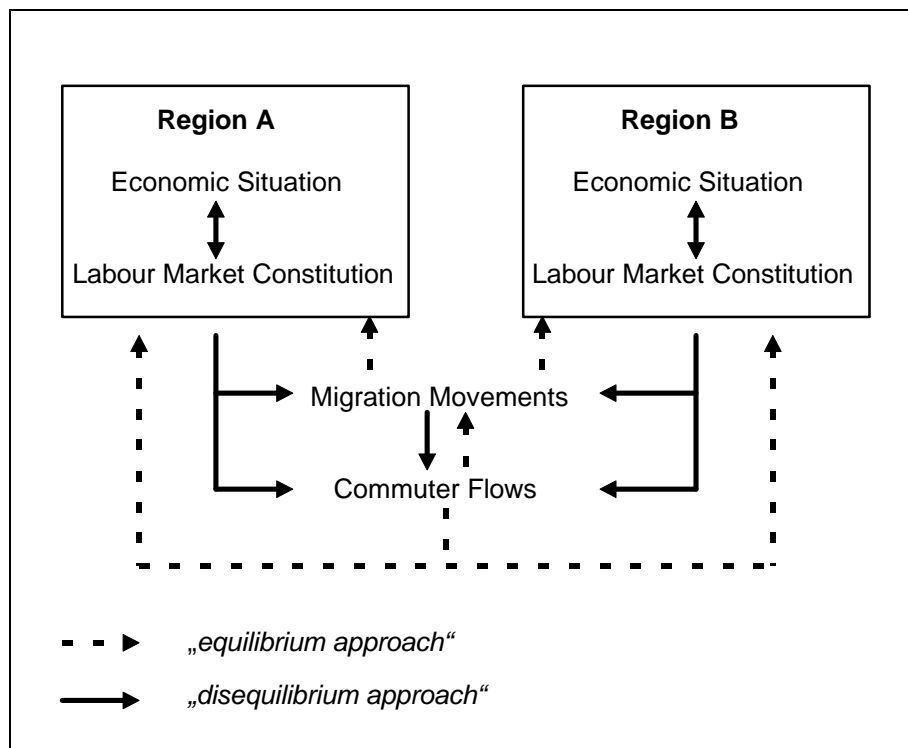 Region A
Region B
Economic Situation
Economic Situation
Labour Market Constitution
Labour Market Constitution
Migration Movements
Commuter Flows
„equilibrium approach“
„disequilibrium approach“